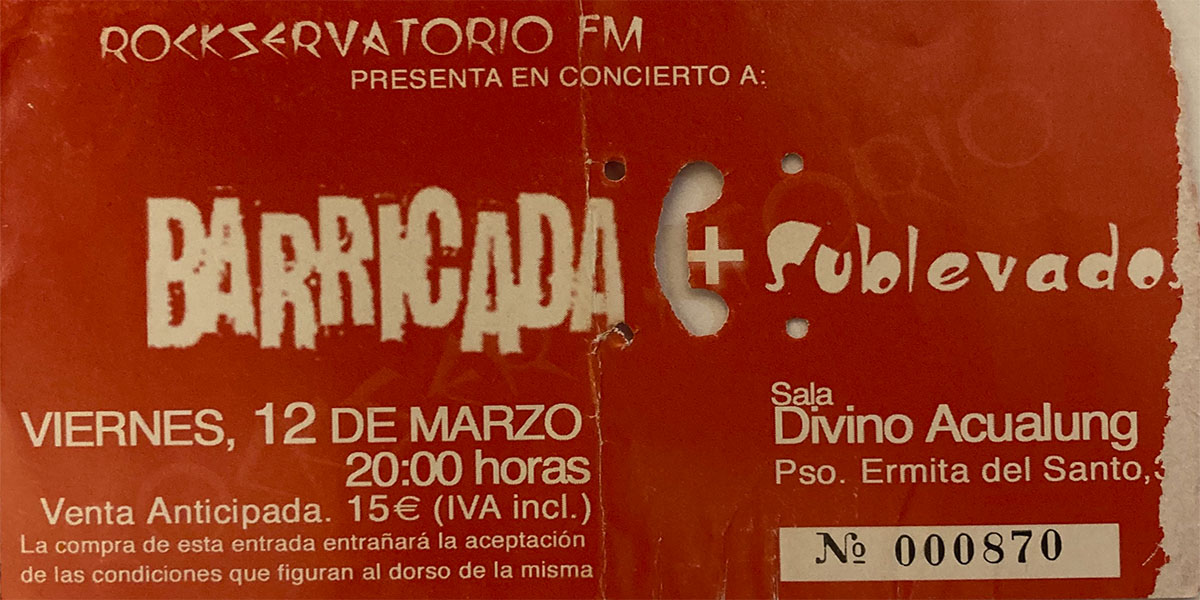 ROCKSERVATORIO FM
PRESENTA EN CONCIERTO A:
BARRICADA + Sublevados
VIERNES, 12 DE MARZO
20:00 horas
Venta Anticipada. 15€ (IVA incl.)
La compra de esta entrada entrañará la aceptación
de las condiciones que figuran al dorso de la misma
Sala
Divino Acualung
Pso. Ermita del Santo,
Nº 000870